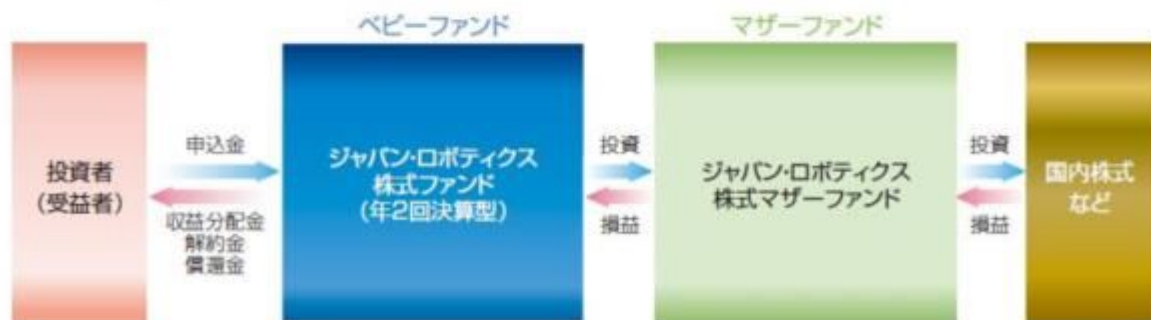 ベビーファンド
マザーファンド
投資者
(受益者)
申込金
収益分配金
解約金
償還金
ジャパン・ロボティクス
株式ファンド
(年2回決算型)
投資
損益
ジャパン・ロボティクス
株式マザーファンド
投資
損益
国内株式
など